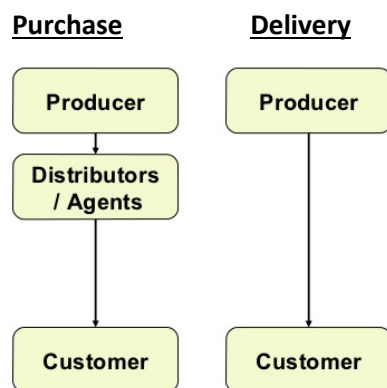 Purchase
Delivery
Producer
Producer
Distributors
/ Agents
Customer
Customer